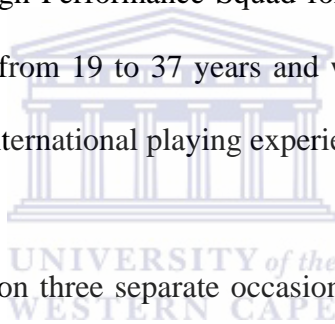 gh Performance Squad for
from 19 to 37 years and
nternational playing experie
UNIVERSITY of the
on three separate occasion
WESTERN CAPE